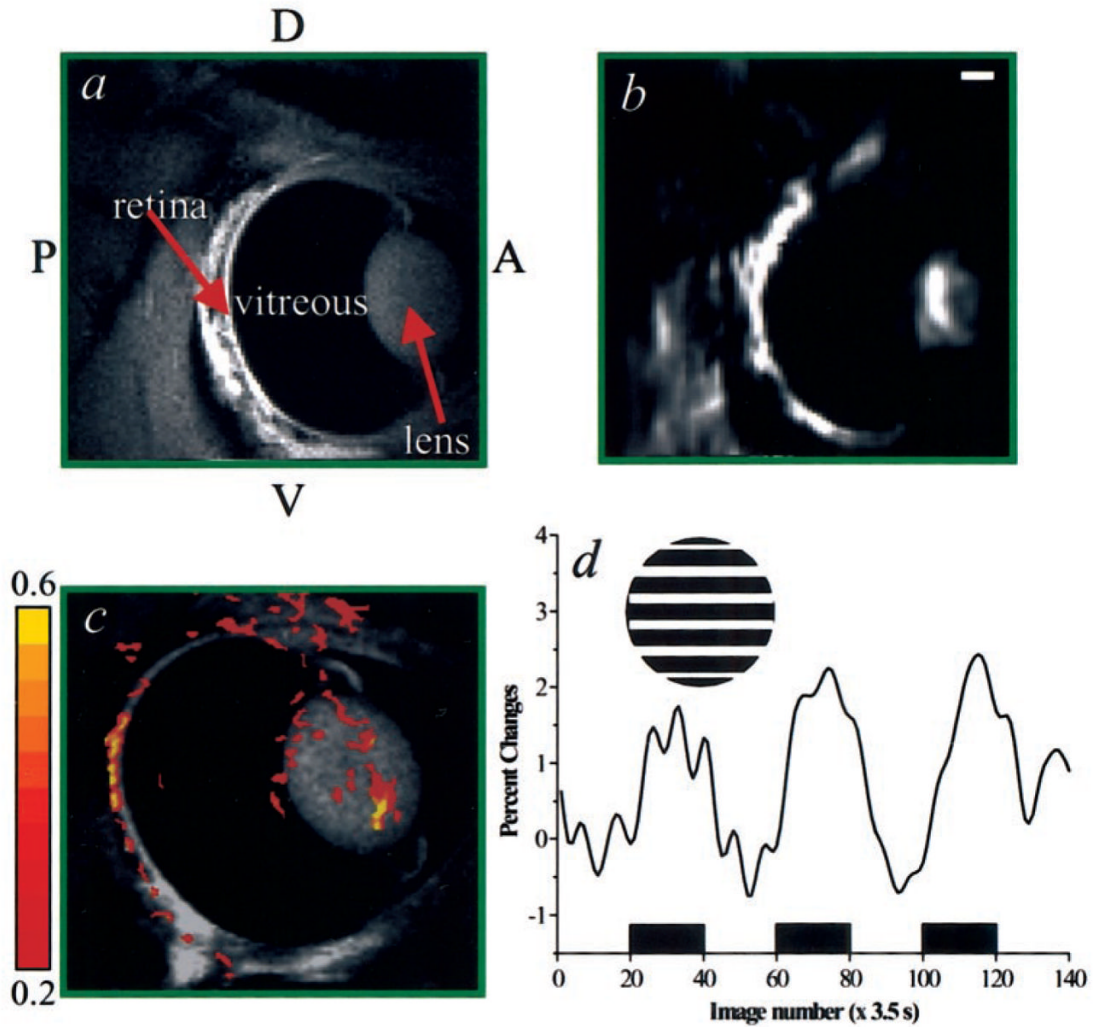 D
a
b
retina
P
vitreous
A
lens
V
0.6
c
0.2
d
4
3
2
1
0
-1
Percent Changes
0 20 40 60 80 100 120 140
Image number (x 3.5 s)